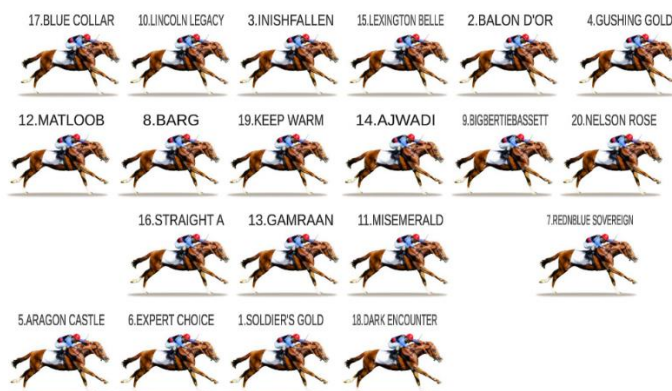 17.BLUE COLLAR 10.LINCOLN LEGACY 3.INISHFALLEN 15.LEXINGTON BELLE 2.BALON D'OR 4.GUSHING GOLD
12.MATLOOB 8.BARG 19.KEEP WARM 14.AJWADI 9.BIGBERTIEBASSETT 20.NELSON ROSE
16.STRAIGHT A 13.GAMRAAN 11.MISEMERALD 7.REDNBLUE SOVEREIGN
5.ARAGON CASTLE 6.EXPERT CHOICE 1.SOLDIER'S GOLD 18.DARK ENCOUNTER